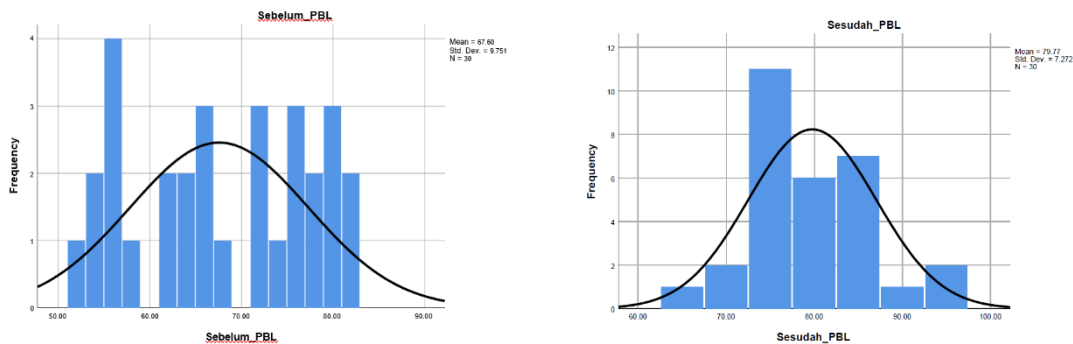 Sebelum_PBL
Mean = 67.60
Std. Dev. = 9.751
N = 30
4
3
2
1
0
Frequency
50.00 60.00 70.00 80.00 90.00
Sebelum_PBL
Sesudah_PBL
Mean = 79.77
Std. Dev. = 7.272
N = 30
12
10
8
6
4
2
0
Frequency
60.00 70.00 80.00 90.00 100.00
Sesudah_PBL